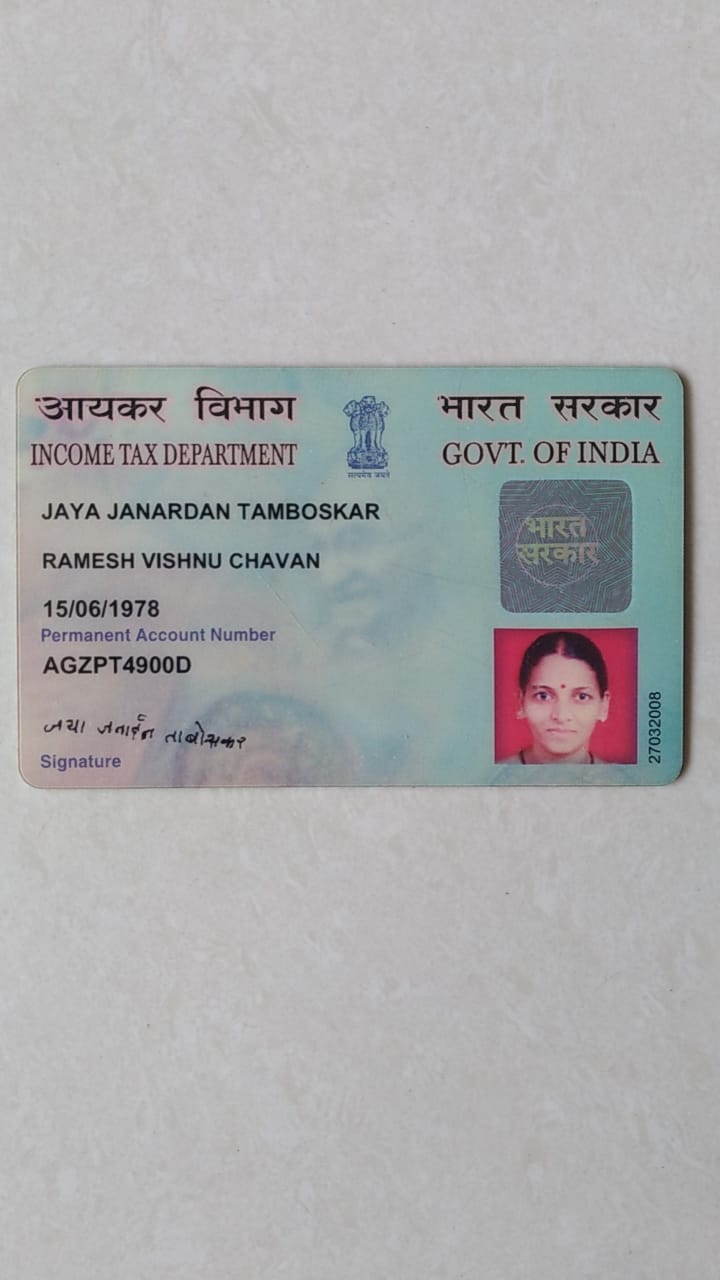 आयकर विभाग
INCOME TAX DEPARTMENT
सत्यमेव जयते
भारत सरकार
GOVT. OF INDIA
JAYA JANARDAN TAMBOSKAR
RAMESH VISHNU CHAVAN
15/06/1978
Permanent Account Number
AGZPT4900D
जया जनार्दन तांबोसकर
Signature
भारत
सरकार
27032008